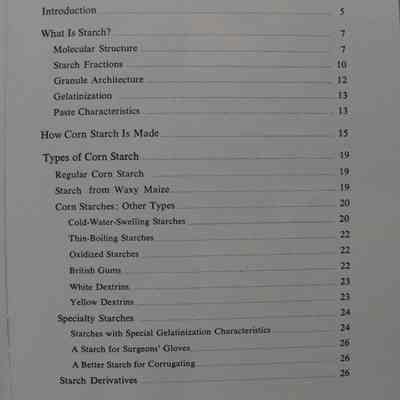 Introduction 5
What Is Starch? 7
Molecular Structure 7
Starch Fractions 10
Granule Architecture 12
Gelatinization 13
Paste Characteristics 13
How Corn Starch Is Made 15
Types of Corn Starch 19
Regular Corn Starch 19
Starch from Waxy Maize 19
Corn Starches: Other Types 20
Cold-Water-Swelling Starches 20
Thin-Boiling Starches 22
Oxidized Starches 22
British Gums 22
White Dextrins 23
Yellow Dextrins 23
Specialty Starches 24
Starches with Special Gelatinization Characteristics 24
A Starch for Surgeons' Gloves 26
A Better Starch for Corrugating 26
Starch Derivatives 26